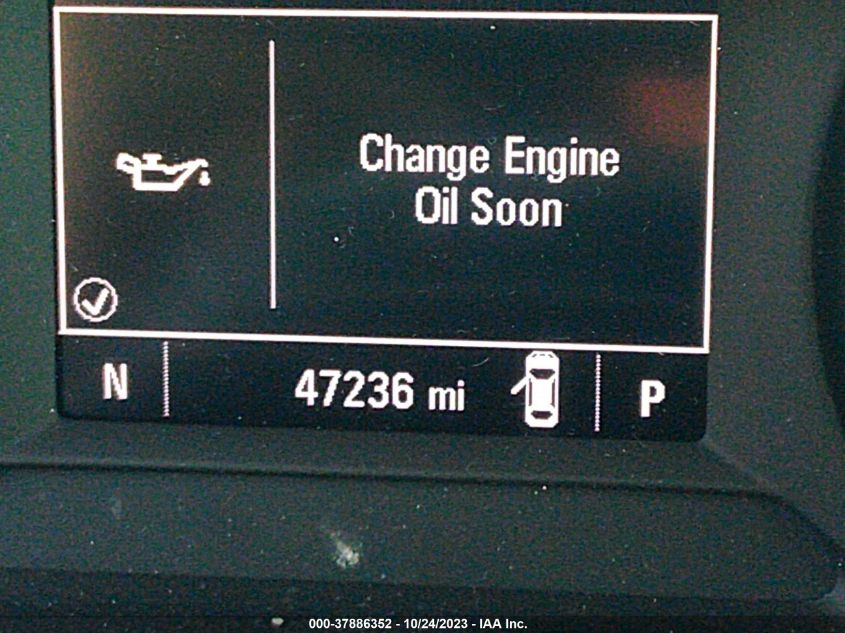 Change Engine
Oil Soon
N
47236 mi
P
000-37886352 - 10/24/2023 - IAA Inc.